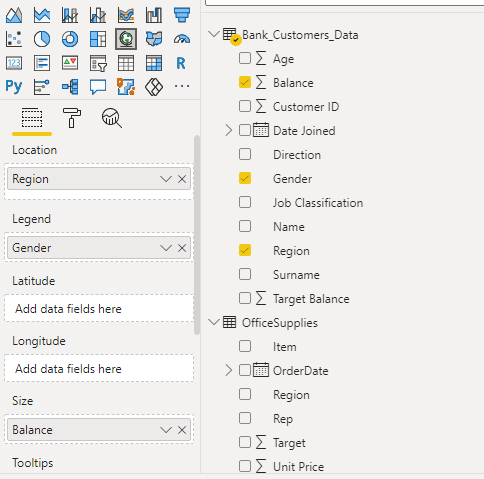 123
R
Py
Location
Region
Legend
Gender
Latitude
Add data fields here
Longitude
Add data fields here
Size
Balance
Tooltips
Bank_Customers_Data
Age
Balance
Customer ID
Date Joined
Direction
Gender
Job Classification
Name
Region
Surname
Target Balance
OfficeSupplies
Item
OrderDate
Region
Rep
Target
Unit Price